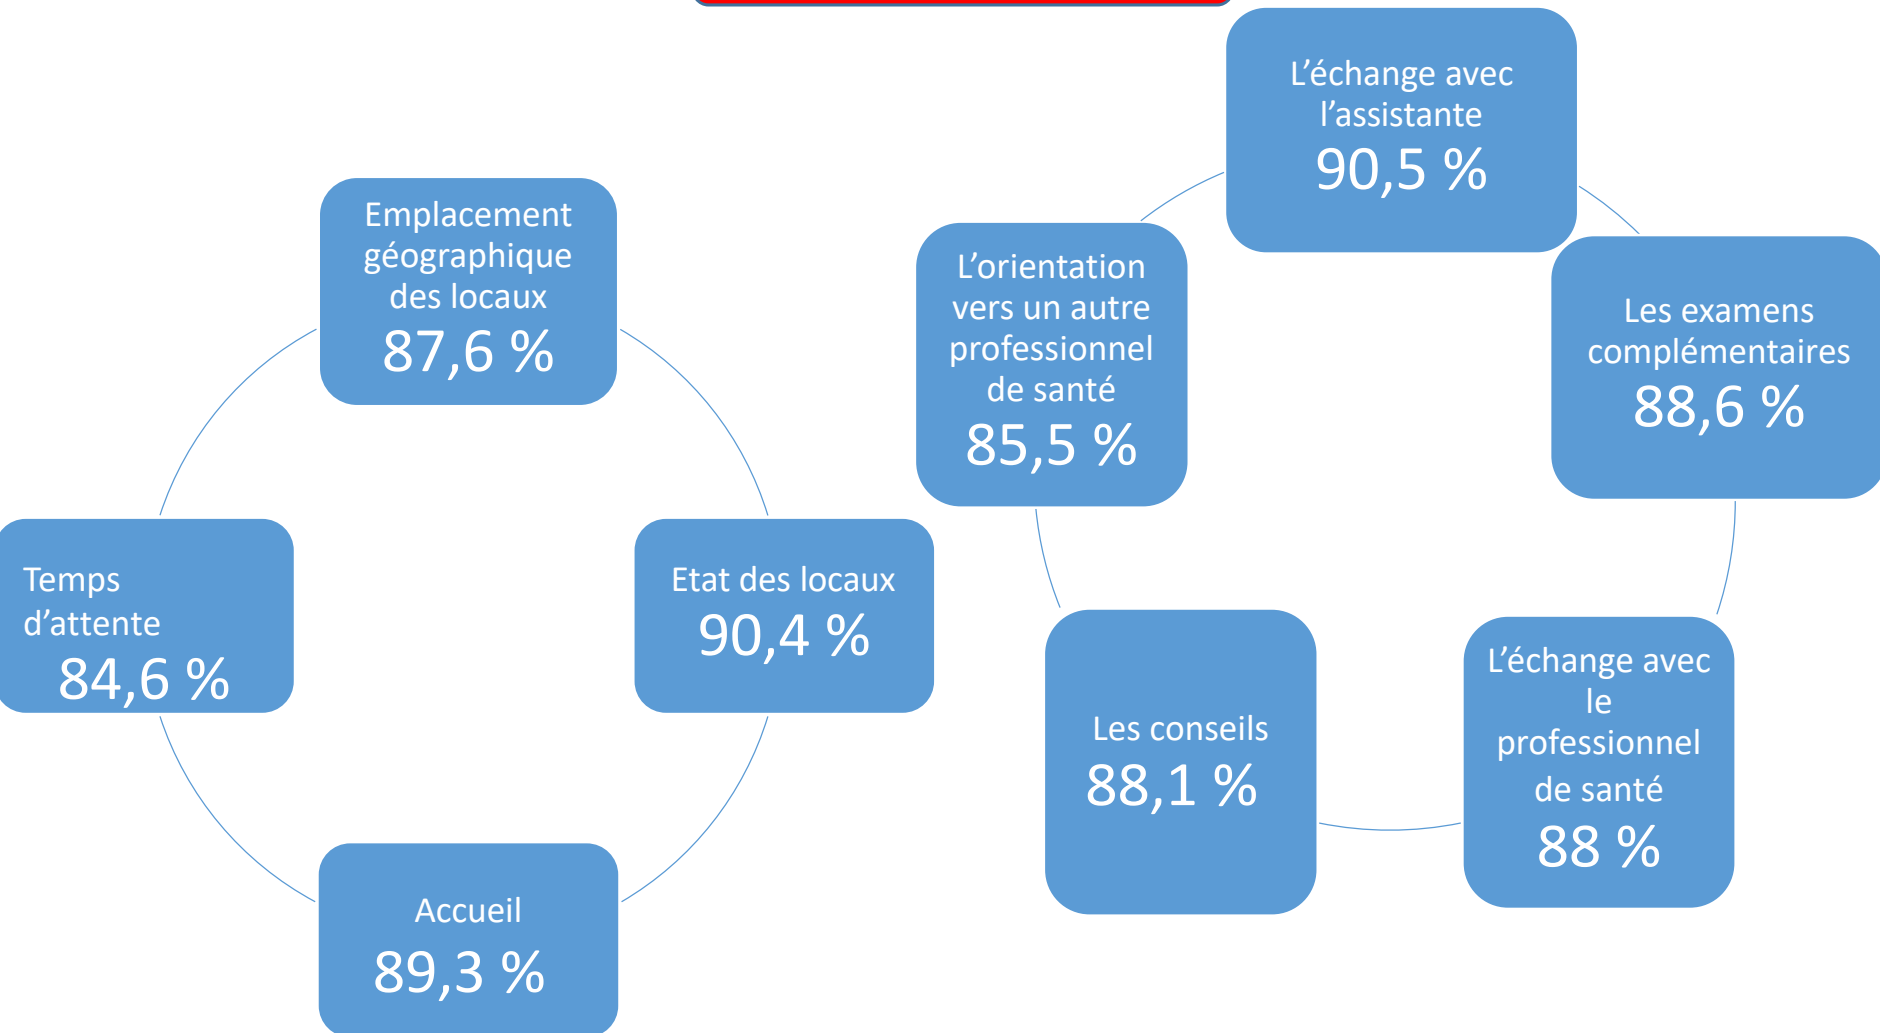 Emplacement
géographique
des locaux
87,6 %
Etat des locaux
90,4 %
Accueil
89,3 %
Temps
d’attente
84,6 %
L’échange avec
l’assistante
90,5 %
Les examens
complémentaires
88,6 %
L’échange avec
le
professionnel
de santé
88 %
Les conseils
88,1 %
L’orientation
vers un autre
professionnel
de santé
85,5 %